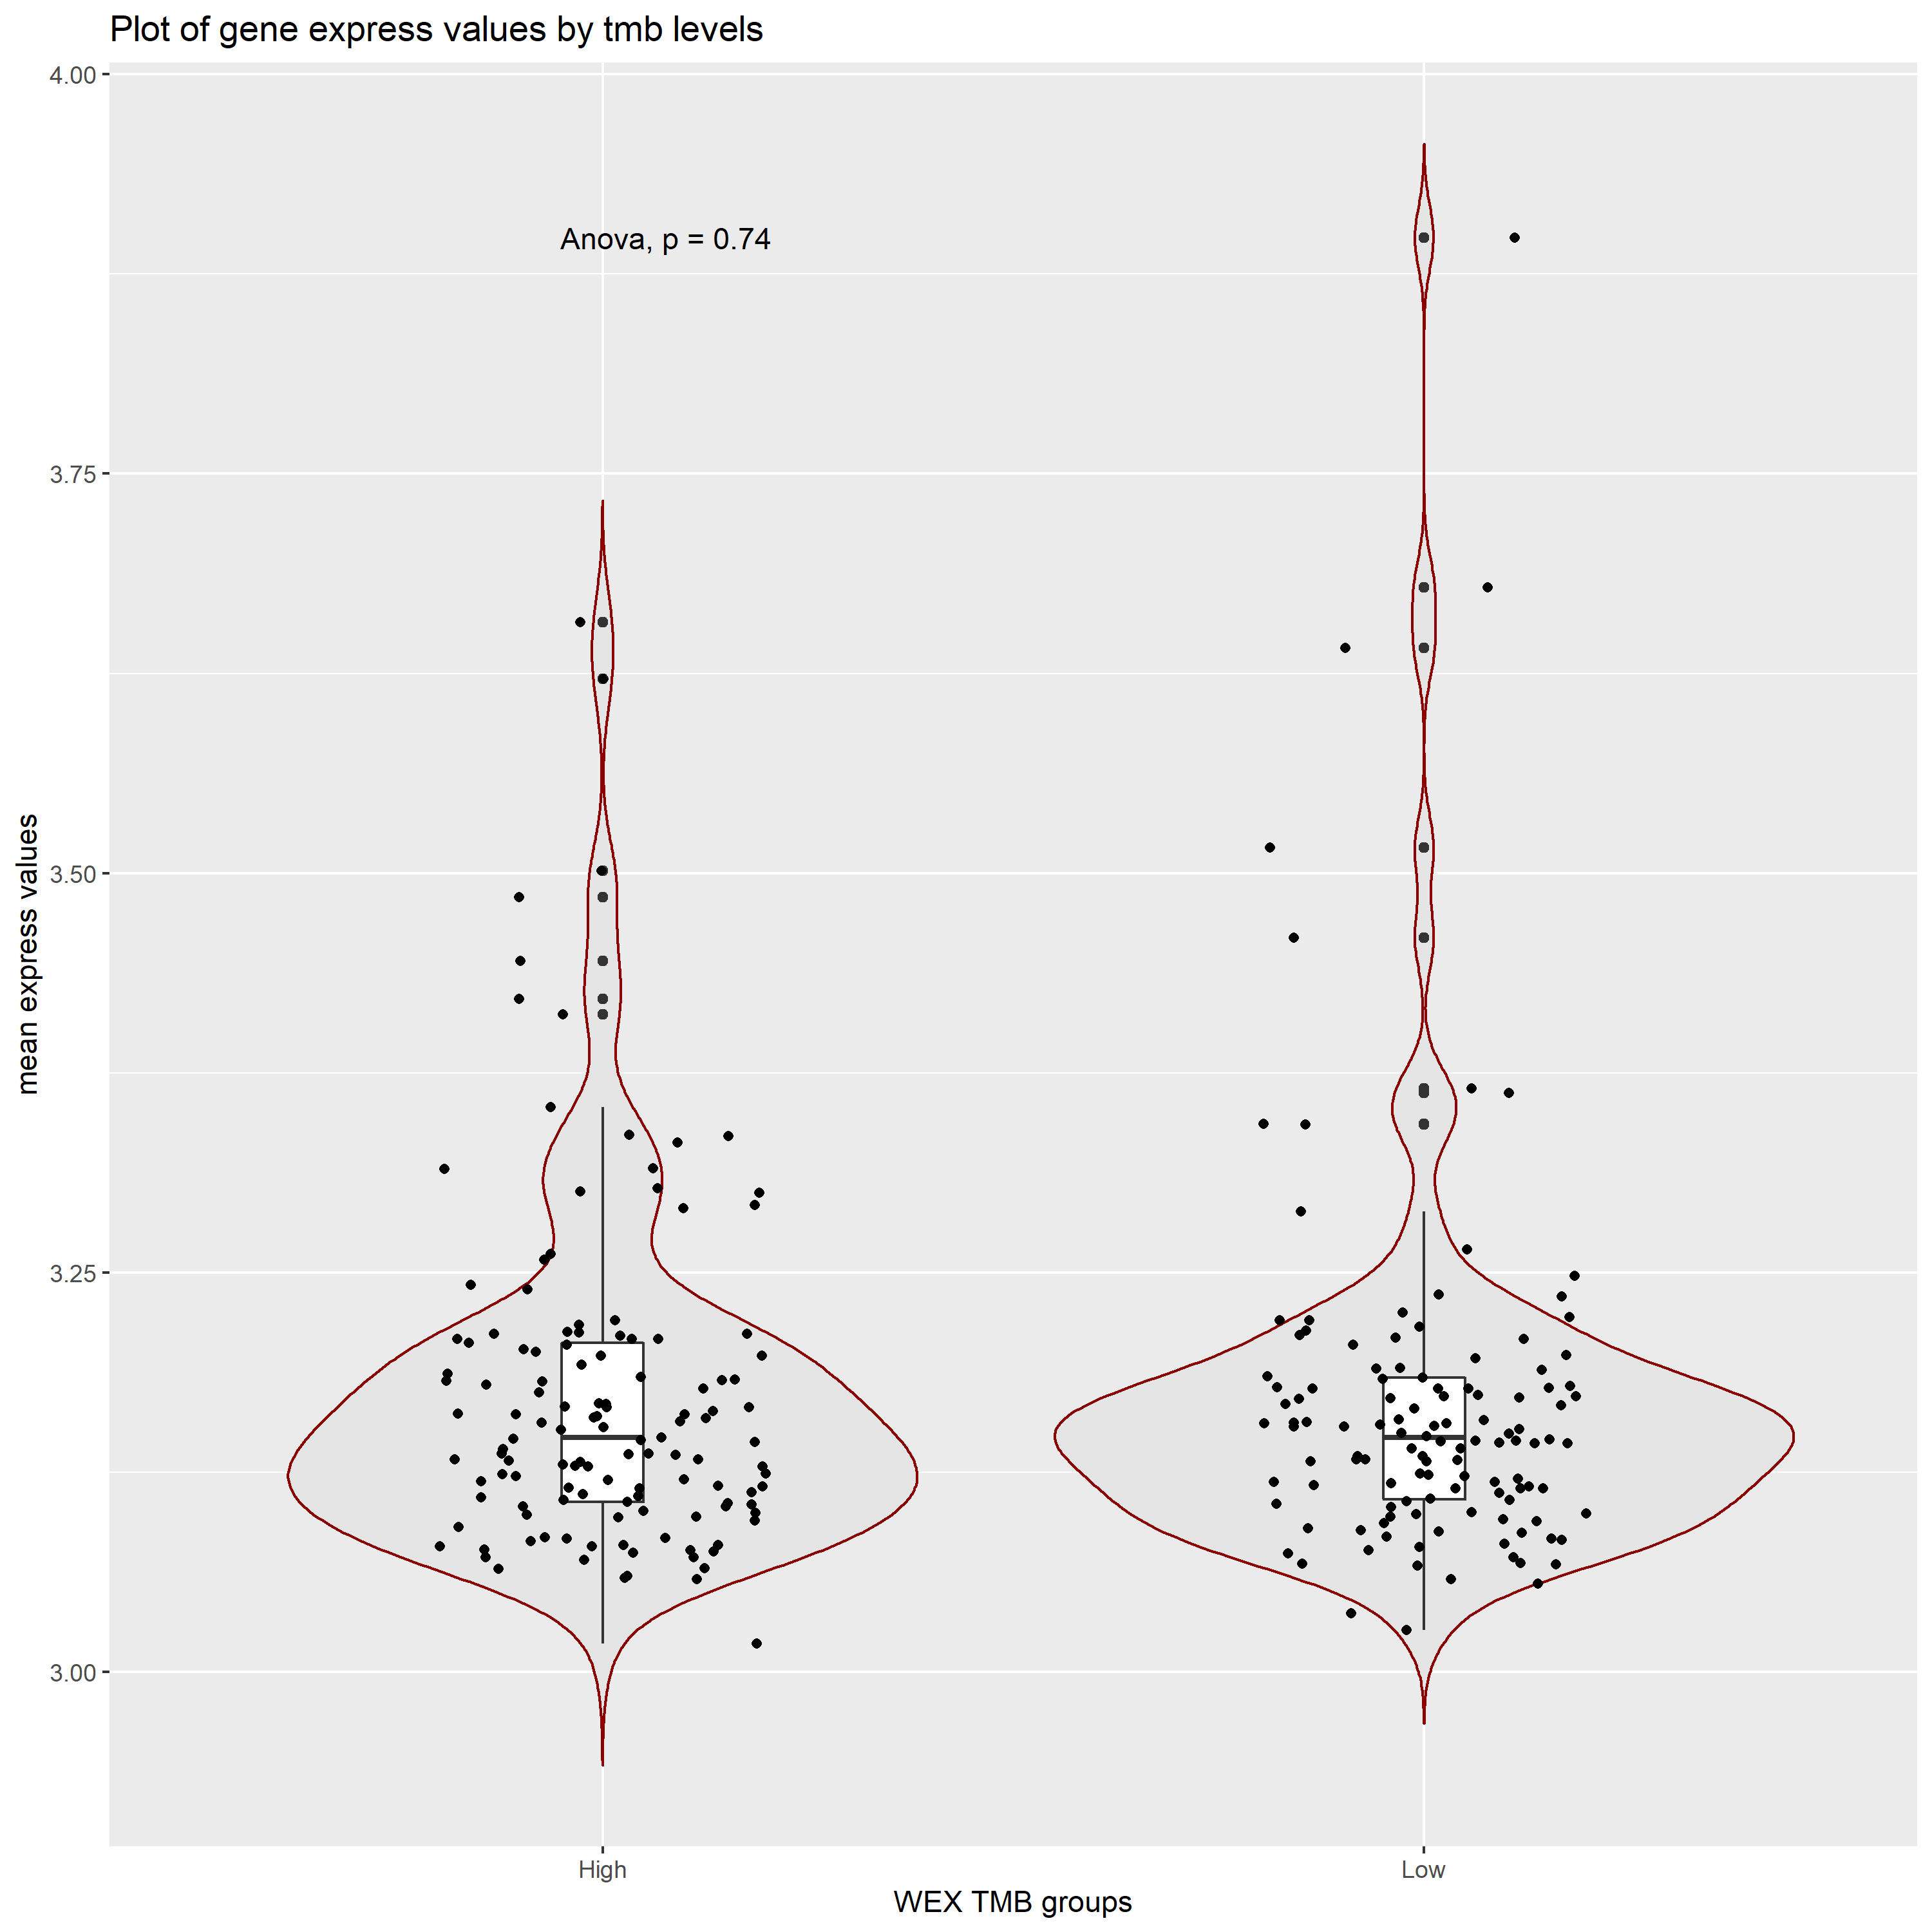 Plot of gene express values by tmb levels
4.00
Anova, p = 0.74
3.75
3.50
mean express values
3.25
3.00
High Low
WEX TMB groups